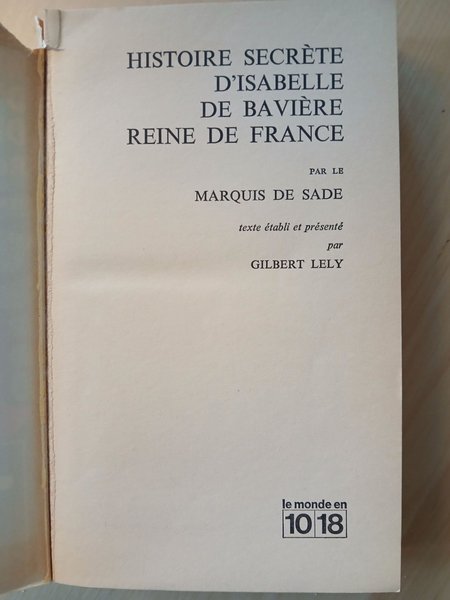 HISTOIRE SECRÈTE
D'ISABELLE
DE BAVIÈRE
REINE DE FRANCE
PAR LE
MARQUIS DE SADE
texte établi et présenté
par
GILBERT LELY
le monde en
10 18